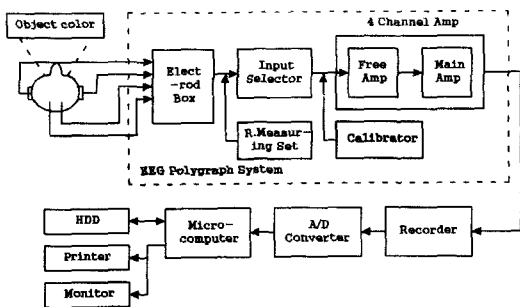 Object color
4 Channel Amp
Elect
-rod
Box
Input
Selector
Free
Amp
Main
Amp
R.Measur-
ing Set
Calibrator
EEG Polygraph System
HDD
Micro-
computer
A/D
Converter
Recorder
Printer
Monitor